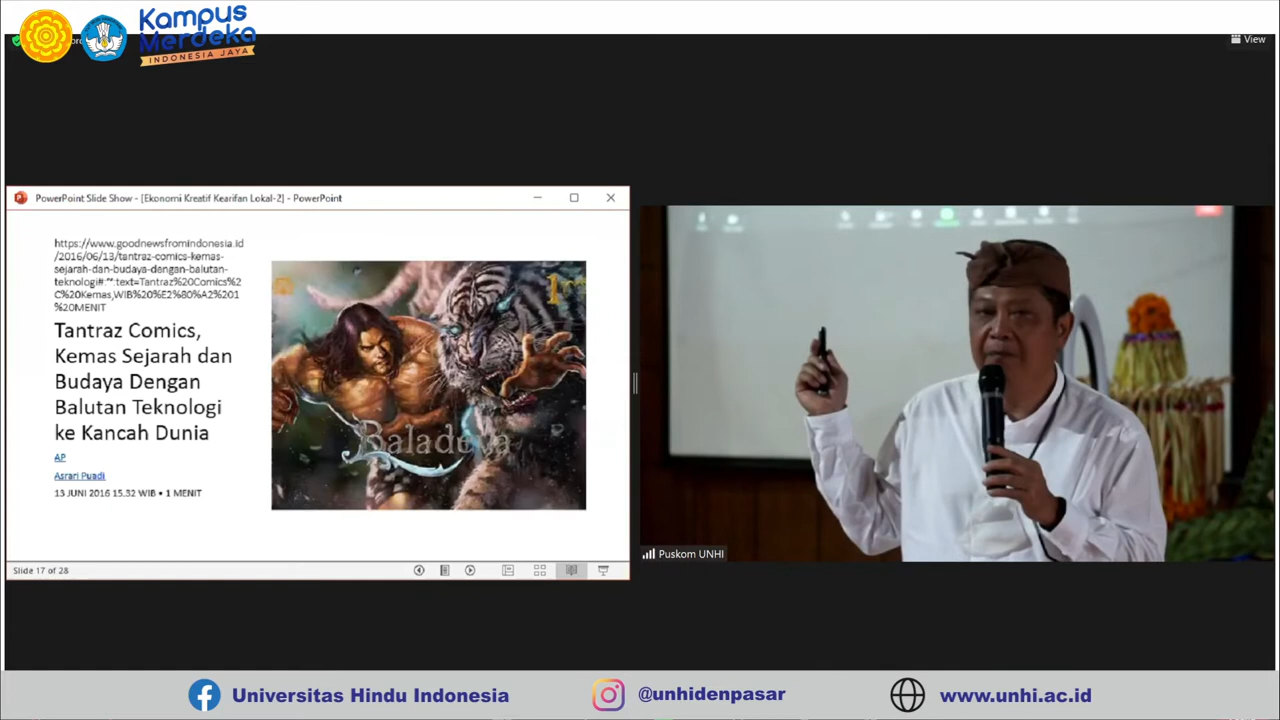 Kampus
Merdeka
INDONESIA JAYA
View
PowerPoint Slide Show - [Ekonomi Kreatif Kearifan Lokal-2] - PowerPoint
https://www.goodnewsfromindonesia.id
/2016/06/13/tantraz-comics-kemas-
sejarah-dan-budaya-dengan-balutan-
teknologi#:~:text=Tantraz%20Comics%2
C%20Kemas,WIB%20%E2%80%A2%201
%20MENIT
Tantraz Comics,
Kemas Sejarah dan
Budaya Dengan
Balutan Teknologi
ke Kancah Dunia
AP
Asrari Puadi
13 JUNI 2016 15.32 WIB • 1 MENIT
Baladeva
Slide 17 of 28
Puskom UNHI
Universitas Hindu Indonesia
@unhidenpasar
www.unhi.ac.id